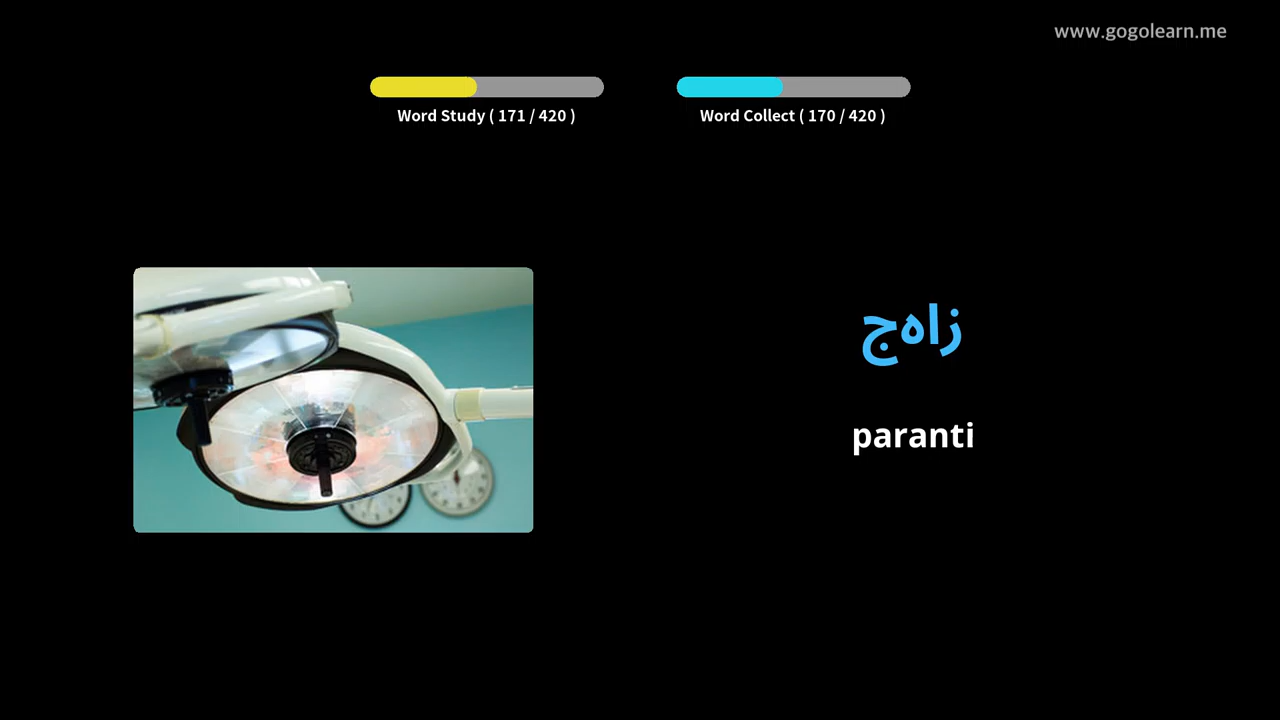 www.gogolearn.me
Word Study ( 171 / 420 )
Word Collect ( 170 / 420 )
زاهج
paranti